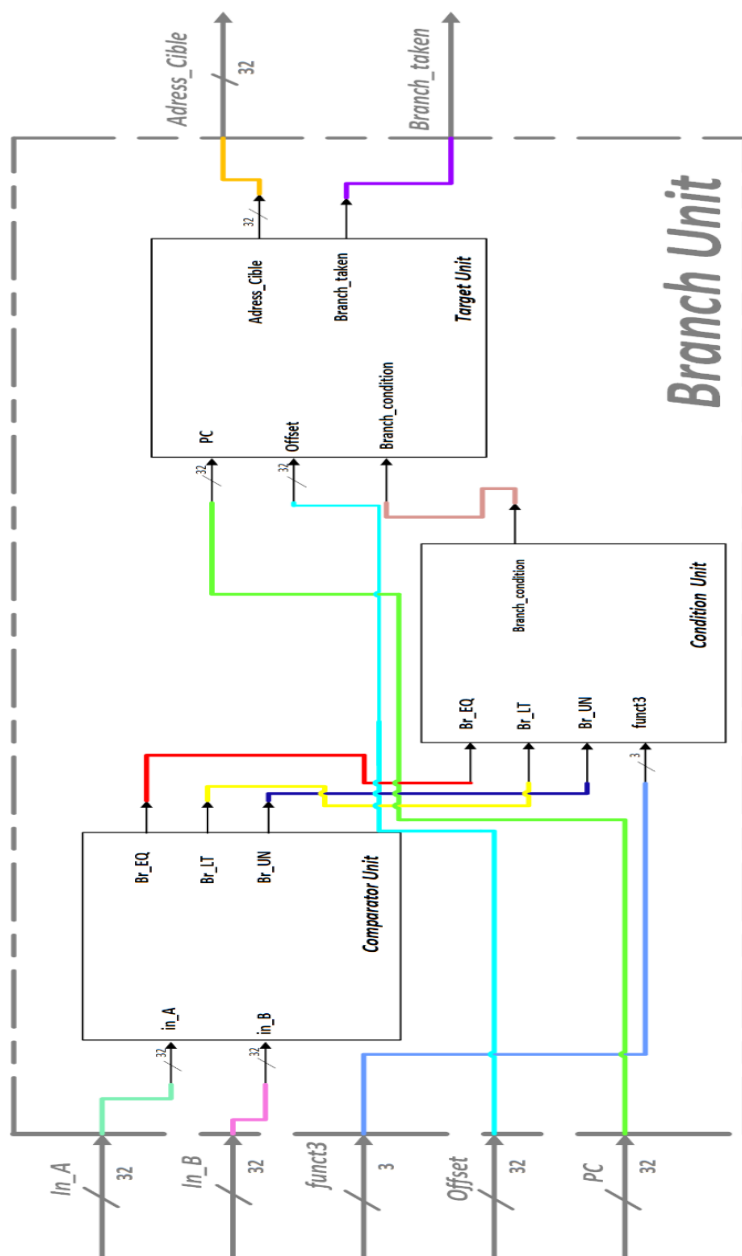 In_A
32
In_B
32
funct3
3
Offset
32
PC
32
in_A
32
in_B
32
Br_EQ
Br_LT
Br_UN
Comparator Unit
Br_EQ
Br_LT
Br_UN
funct3
3
Branch_condition
Condition Unit
PC
32
Offset
32
Branch_condition
Adress_Cible
32
Branch_taken
Target Unit
Adress_Cible
32
Branch_taken
Branch Unit